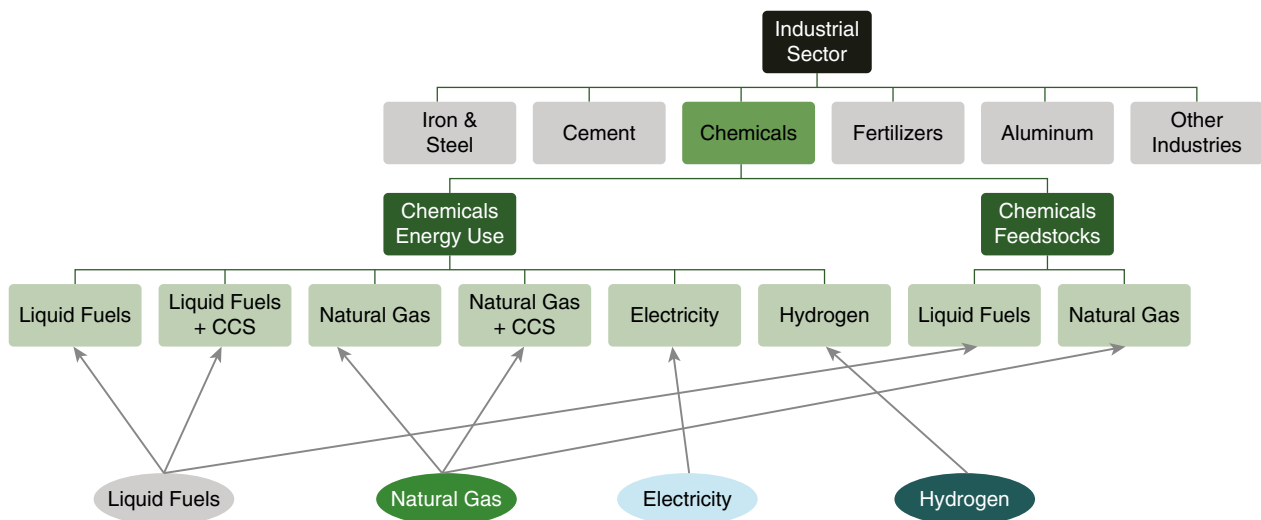 Industrial
Sector
Iron &
Steel
Cement
Chemicals
Fertilizers
Aluminum
Other
Industries
Chemicals
Energy Use
Chemicals
Feedstocks
Liquid Fuels
Liquid Fuels
+ CCS
Natural Gas
Natural Gas
+ CCS
Electricity
Hydrogen
Liquid Fuels
Natural Gas
Liquid Fuels
Natural Gas
Electricity
Hydrogen